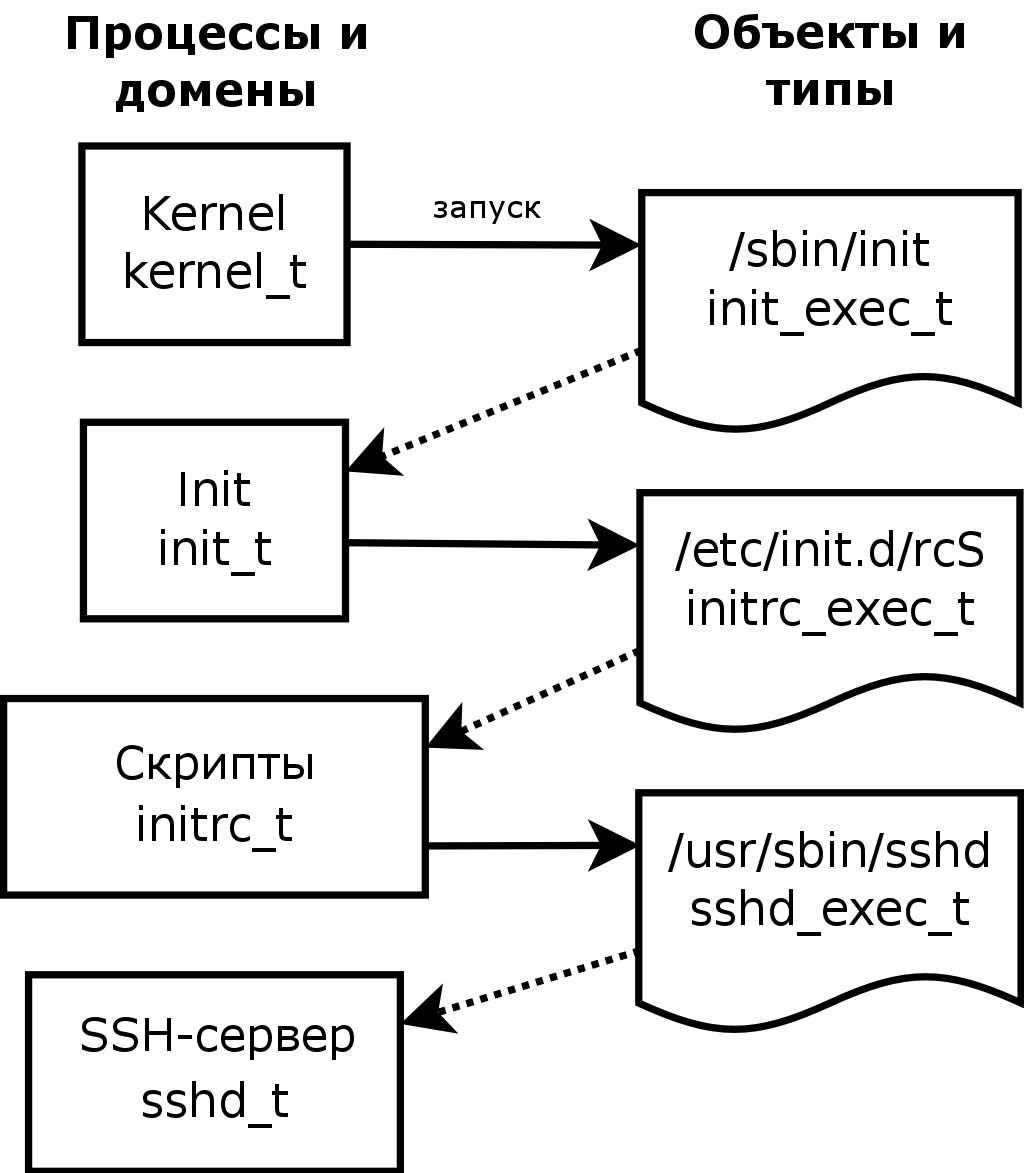 Процессы и
домены
Объекты и
типы
Kernel
kernel_t
запуск
/sbin/init
init_exec_t
Init
init_t
/etc/init.d/rcS
initrc_exec_t
Скрипты
initrc_t
/usr/sbin/sshd
sshd_exec_t
SSH-сервер
sshd_t